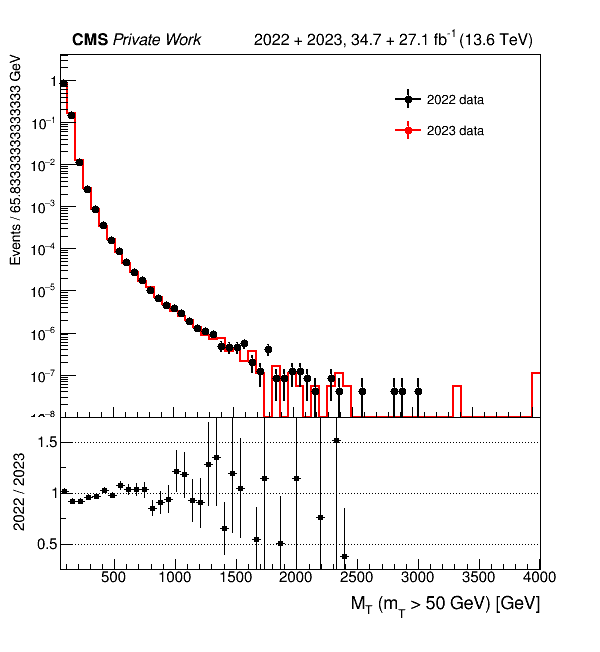 CMS Private Work 2022 + 2023, 34.7 + 27.1 fb⁻¹ (13.6 TeV)
Events / 65.8333333333333 GeV
1
10⁻¹
10⁻²
10⁻³
10⁻⁴
10⁻⁵
10⁻⁶
10⁻⁷
10⁻⁸
2022 data
2023 data
2022 / 2023
1.5
1
0.5
500 1000 1500 2000 2500 3000 3500 4000
M_T (m_T > 50 GeV) [GeV]